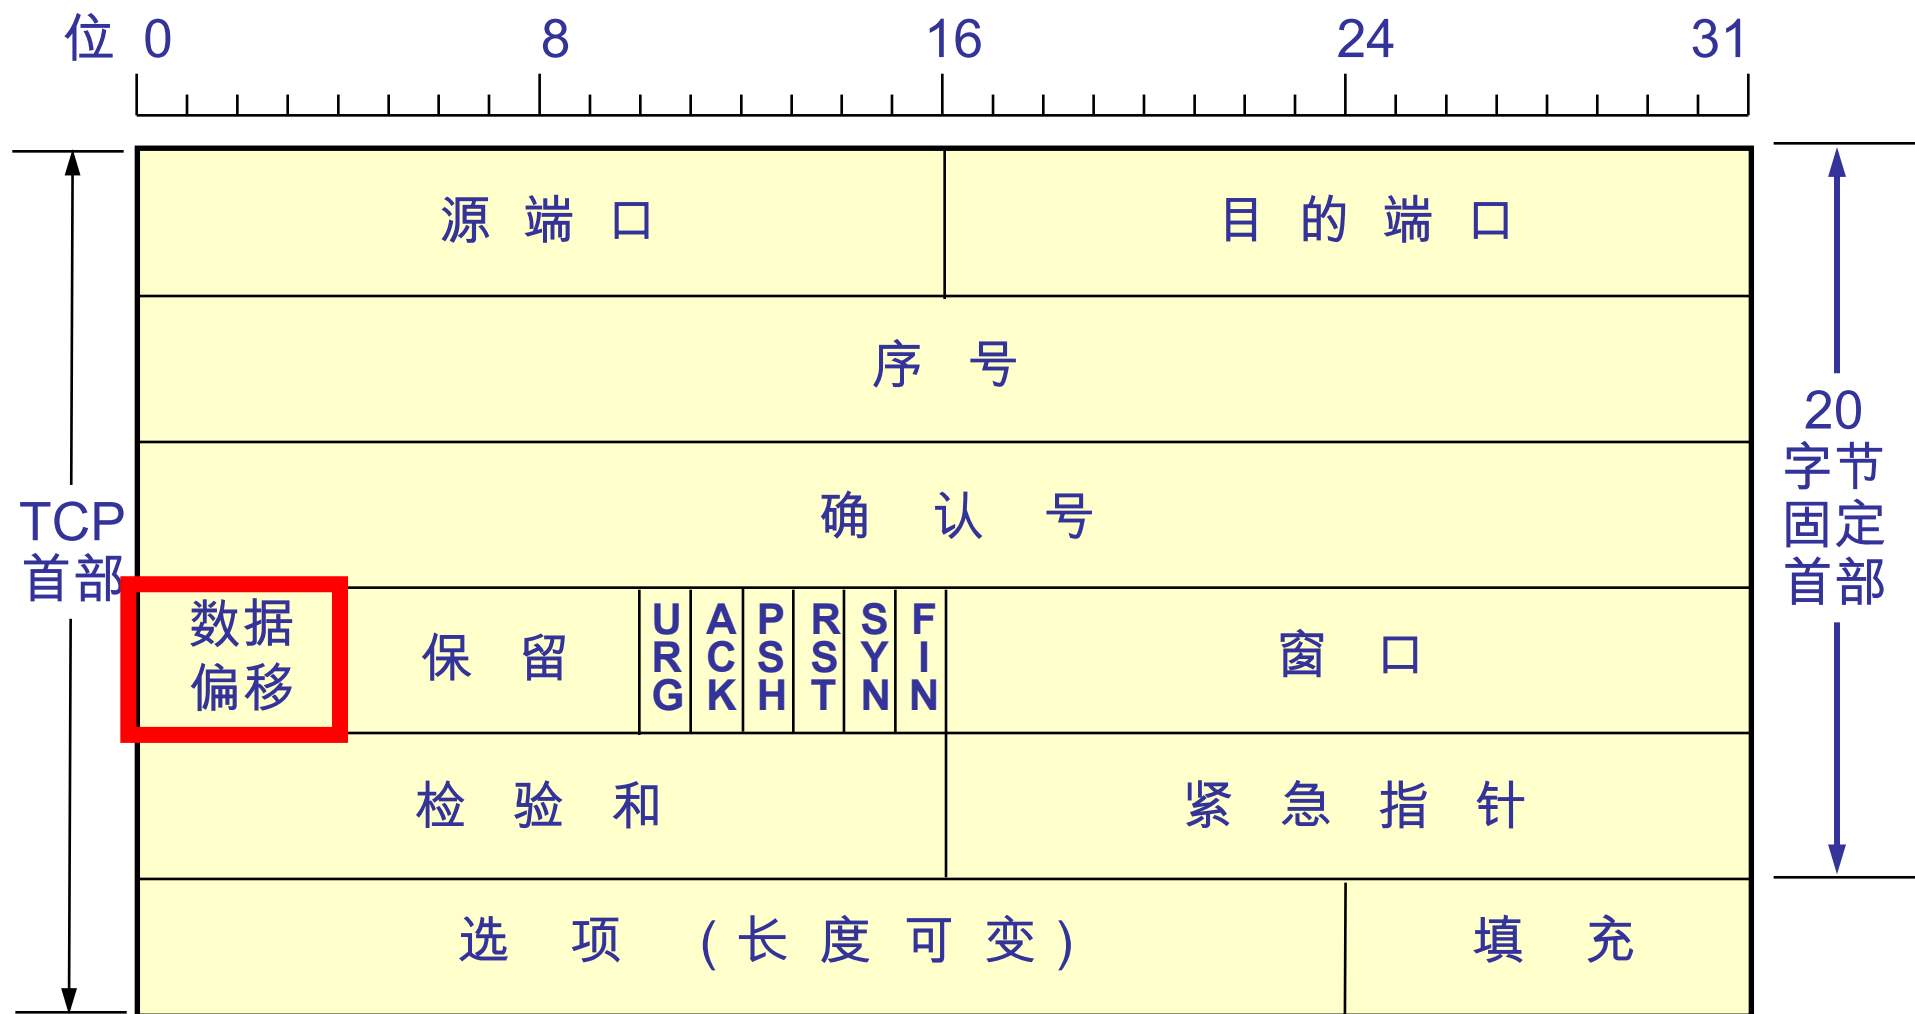 位 0 8 16 24 31
源 端 口 目 的 端 口
序 号
确 认 号
TCP
首部
20
字节
固定
首部
数据
偏移
保 留
URG
ACK
PSH
RST
SYN
FIN
窗 口
检 验 和 紧 急 指 针
选 项 ( 长 度 可 变 ) 填 充